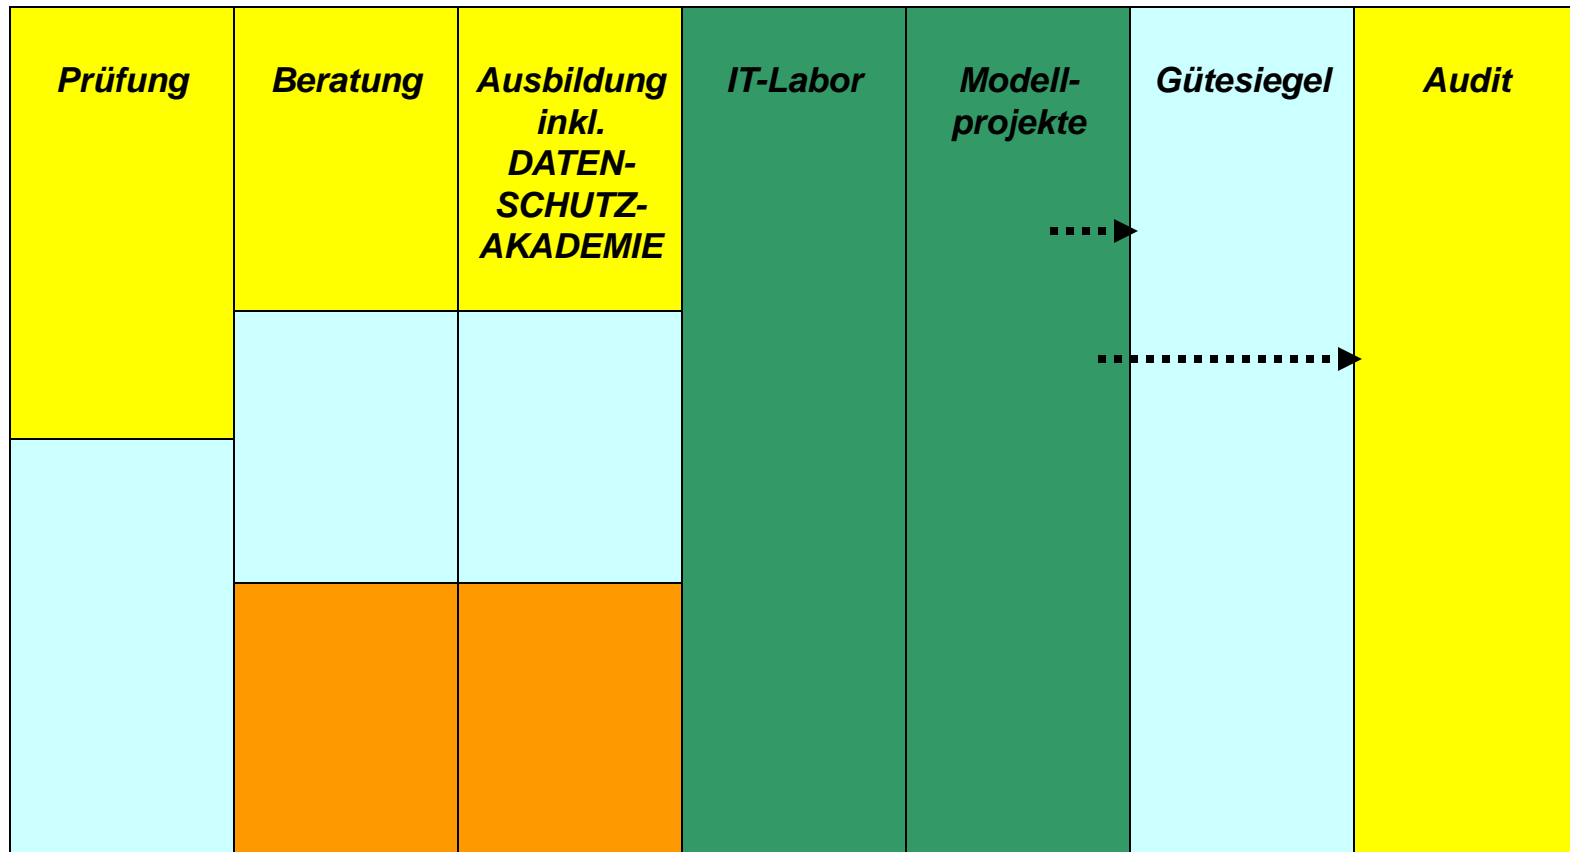 Prüfung
Beratung
Ausbildung
inkl.
DATEN-
SCHUTZ-
AKADEMIE
IT-Labor
Modell-
projekte
Gütesiegel
Audit